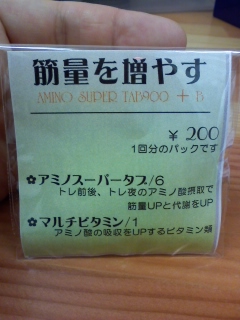 筋量を増やす
AMINO SUPER TAB900 + B
￥200
1回分のパックです
✿アミノスーパータブ/6
トレ前後、トレ夜のアミノ酸摂取で
筋量UPと代謝をUP
✿マルチビタミン/1
アミノ酸の吸収をUPするビタミン類